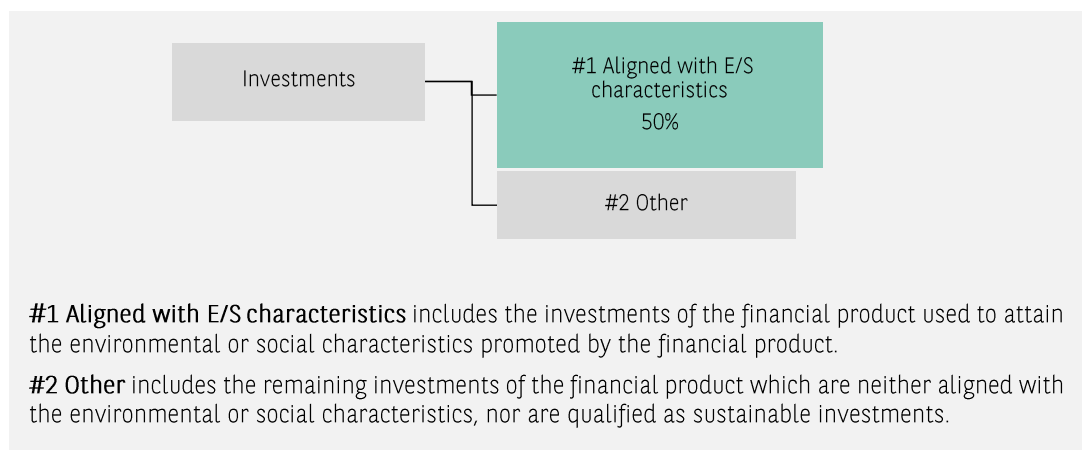 Investments
#1 Aligned with E/S
characteristics
50%
#2 Other
#1 Aligned with E/S characteristics includes the investments of the financial product used to attain
the environmental or social characteristics promoted by the financial product.
#2 Other includes the remaining investments of the financial product which are neither aligned with
the environmental or social characteristics, nor are qualified as sustainable investments.